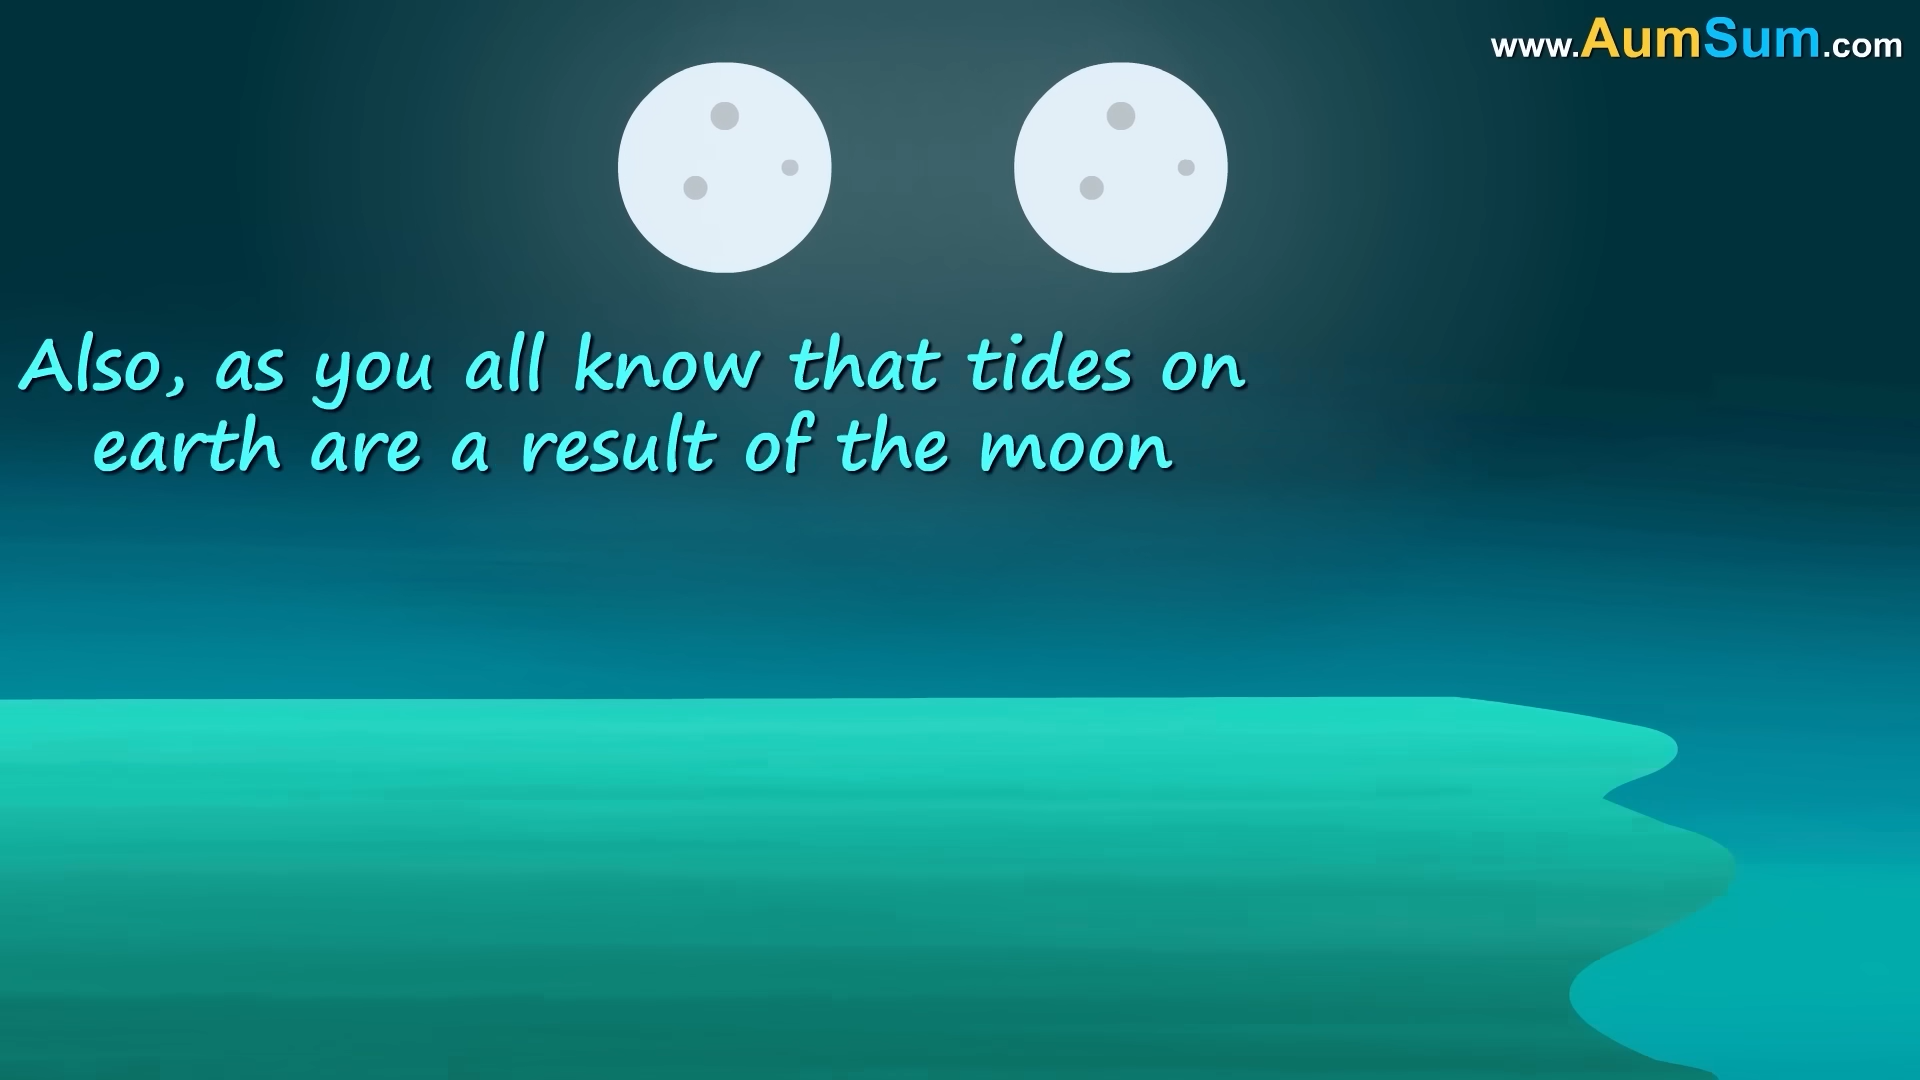 www.AumSum.com
Also, as you all know that tides on
earth are a result of the moon